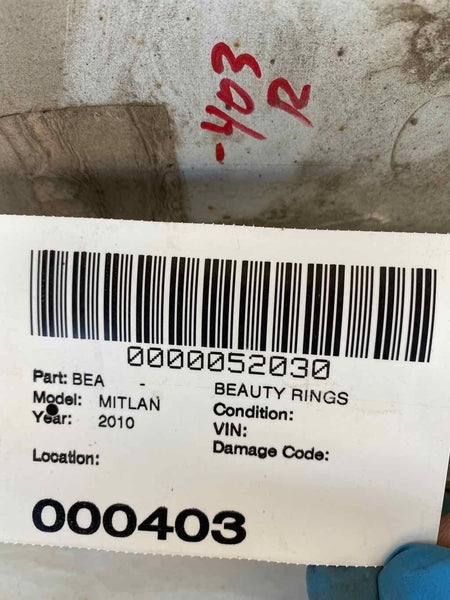 -403
R
0000052030
Part: BEA - BEAUTY RINGS
Model: MITLAN Condition:
Year: 2010 VIN:
Damage Code:
Location:
000403